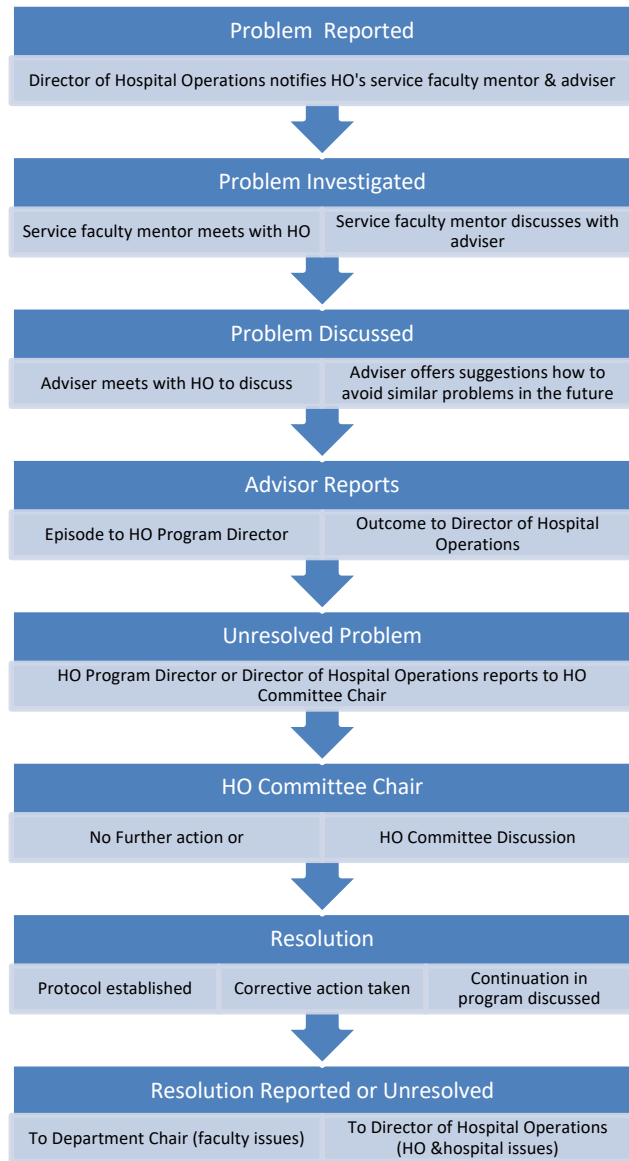 Problem  Reported
Director of Hospital Operations notifies HO's service faculty mentor & adviser
Problem Investigated
Service faculty mentor meets with HO
Service faculty mentor discusses with
adviser
Problem Discussed
Adviser meets with HO to discuss
Adviser offers suggestions how to
avoid similar problems in the future
Advisor Reports
Episode to HO Program Director
Outcome to Director of Hospital
Operations
Unresolved Problem
HO Program Director or Director of Hospital Operations reports to HO
Committee Chair
HO Committee Chair
No Further action or
HO Committee Discussion
Resolution
Protocol established
Corrective action taken
Continuation in
program discussed
Resolution Reported or Unresolved
To Department Chair (faculty issues)
To Director of Hospital Operations
(HO &hospital issues)